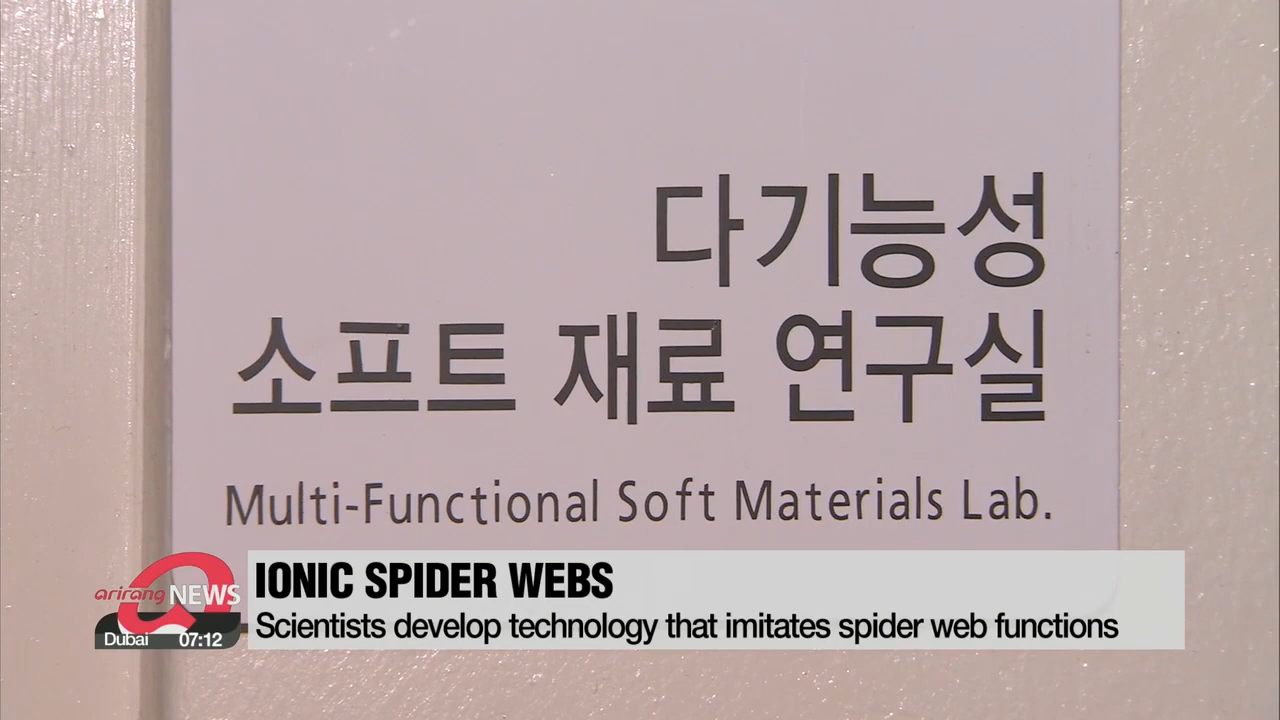 다기능성
소프트 재료 연구실
Multi-Functional Soft Materials Lab.
IONIC SPIDER WEBS
Scientists develop technology that imitates spider web functions
arirang NEWS
Dubai 07:12